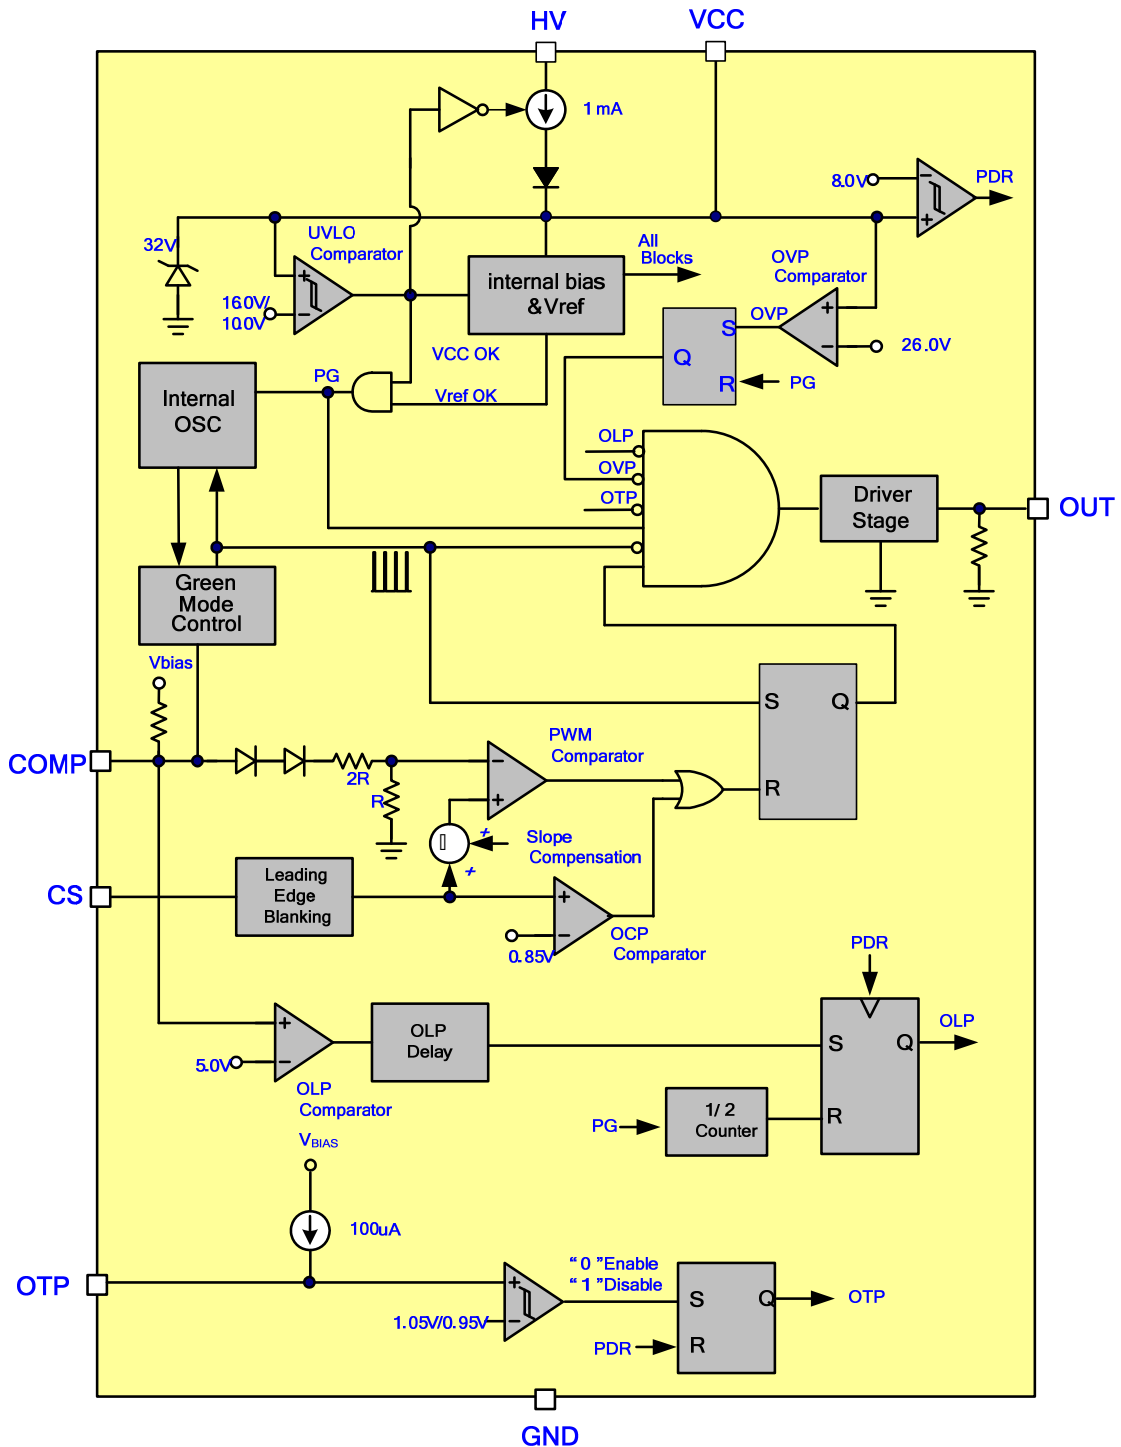 HV
VCC
1 mA
8.0V
PDR
32V
UVLO
Comparator
All
Blocks
OVP
Comparator
internal bias
&Vref
16.0V/
10.0V
OVP
S
26.0V
VCC OK
Q
PG
R
PG
Vref OK
Internal
OSC
OLP
OVP
OTP
Driver
Stage
OUT
Green
Mode
Control
Vbias
S
Q
PWM
Comparator
COMP
2R
R
R
Slope
Compensation
Leading
Edge
Blanking
CS
OCP
Comparator
0.85V
PDR
OLP
Delay
OLP
S
Q
5.0V
OLP
Comparator
1/2
Counter
R
PG
VBIAS
100uA
OTP
"0"Enable
"1"Disable
S
Q
OTP
1.05V/0.95V
PDR
R
GND